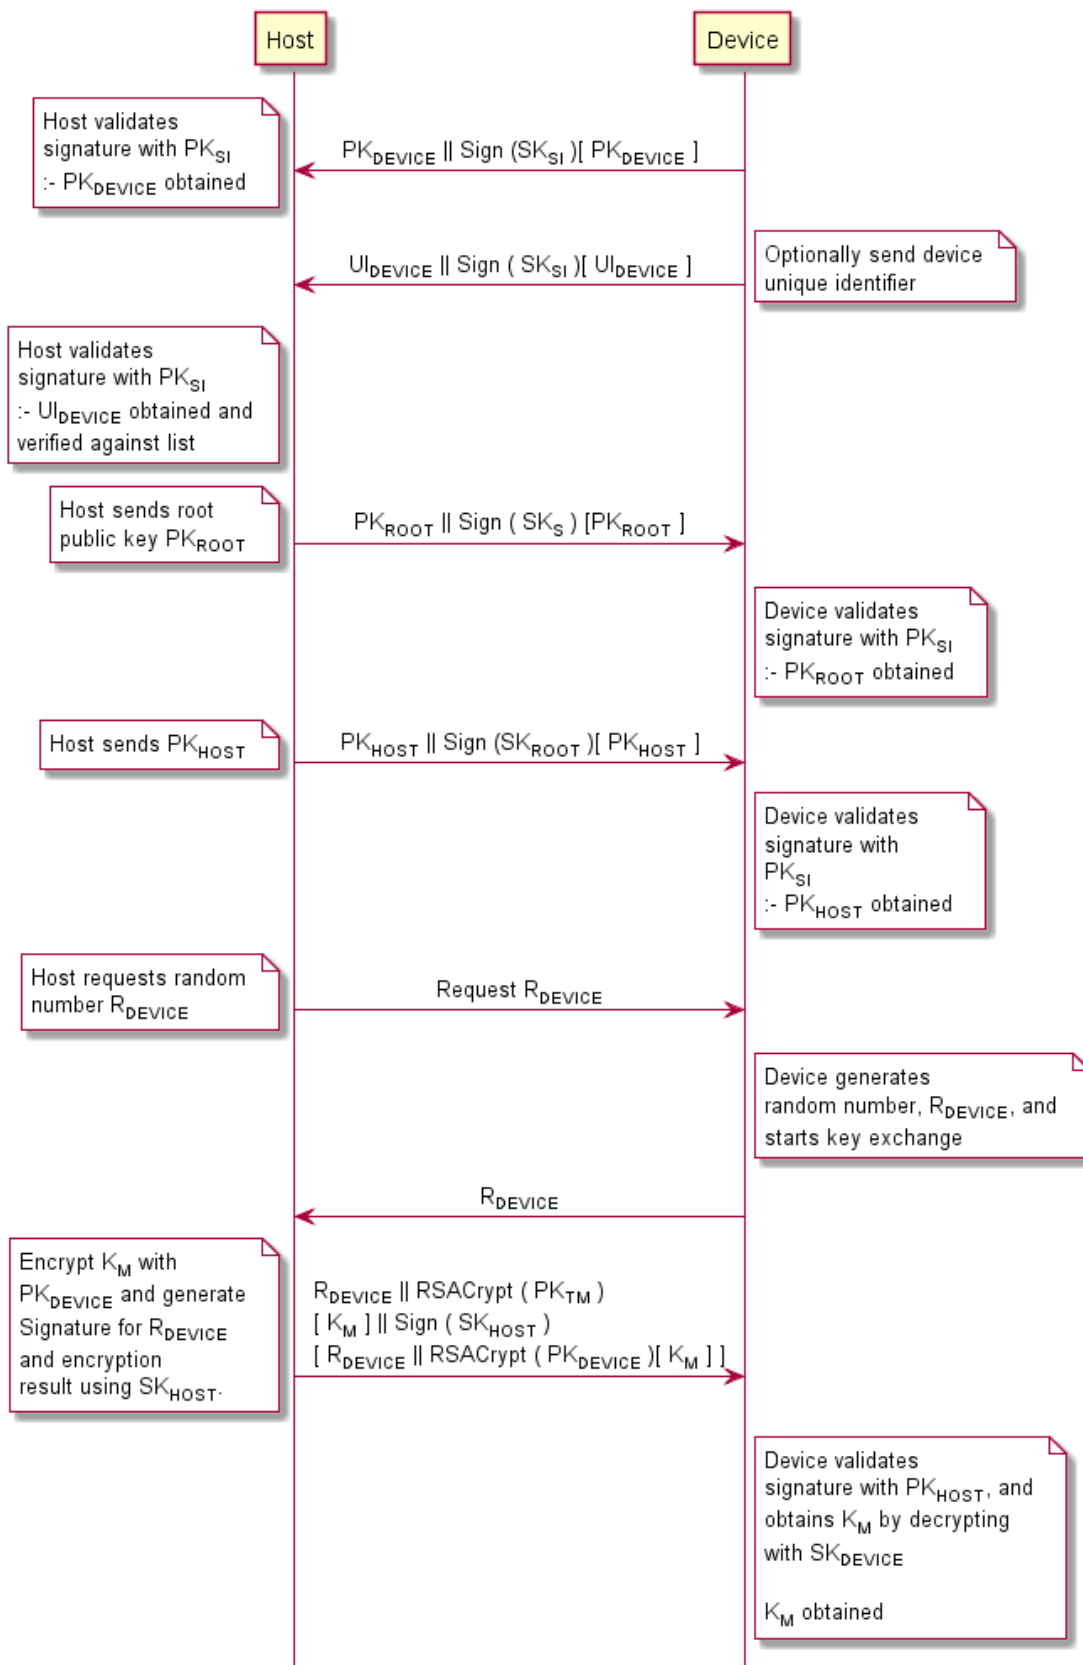 Host
Device
Host validates
signature with PKSI
:- PKDEVICE obtained
PKDEVICE || Sign (SKSI )[ PKDEVICE ]
UIDEVICE || Sign ( SKSI )[ UIDEVICE ]
Optionally send device
unique identifier
Host validates
signature with PKSI
:- UIDEVICE obtained and
verified against list
Host sends root
public key PKROOT
PKROOT || Sign ( SKS ) [PKROOT ]
Device validates
signature with PKSI
:- PKROOT obtained
Host sends PKHOST
PKHOST || Sign (SKROOT )[ PKHOST ]
Device validates
signature with
PKSI
:- PKHOST obtained
Host requests random
number RDEVICE
Request RDEVICE
Device generates
random number, RDEVICE, and
starts key exchange
RDEVICE
Encrypt KM with
PKDEVICE and generate
Signature for RDEVICE
and encryption
result using SKHOST.
RDEVICE || RSACrypt ( PKTM )
[ KM ] || Sign ( SKHOST )
[ RDEVICE || RSACrypt ( PKDEVICE )[ KM ] ]
Device validates
signature with PKHOST, and
obtains KM by decrypting
with SKDEVICE
KM obtained